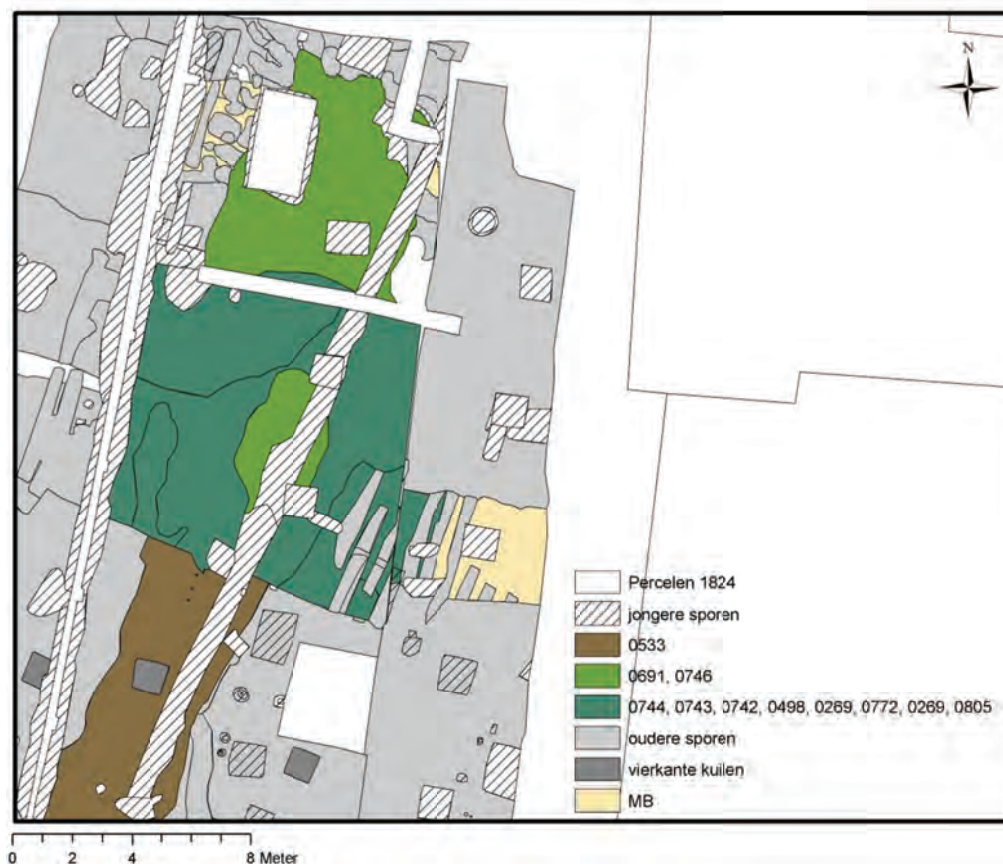 N
Percelen 1824
jongere sporen
0533
0691, 0746
0744, 0743, 0742, 0498, 0269, 0772, 0269, 0805
oudere sporen
vierkante kuilen
MB
0 2 4 8 Meter